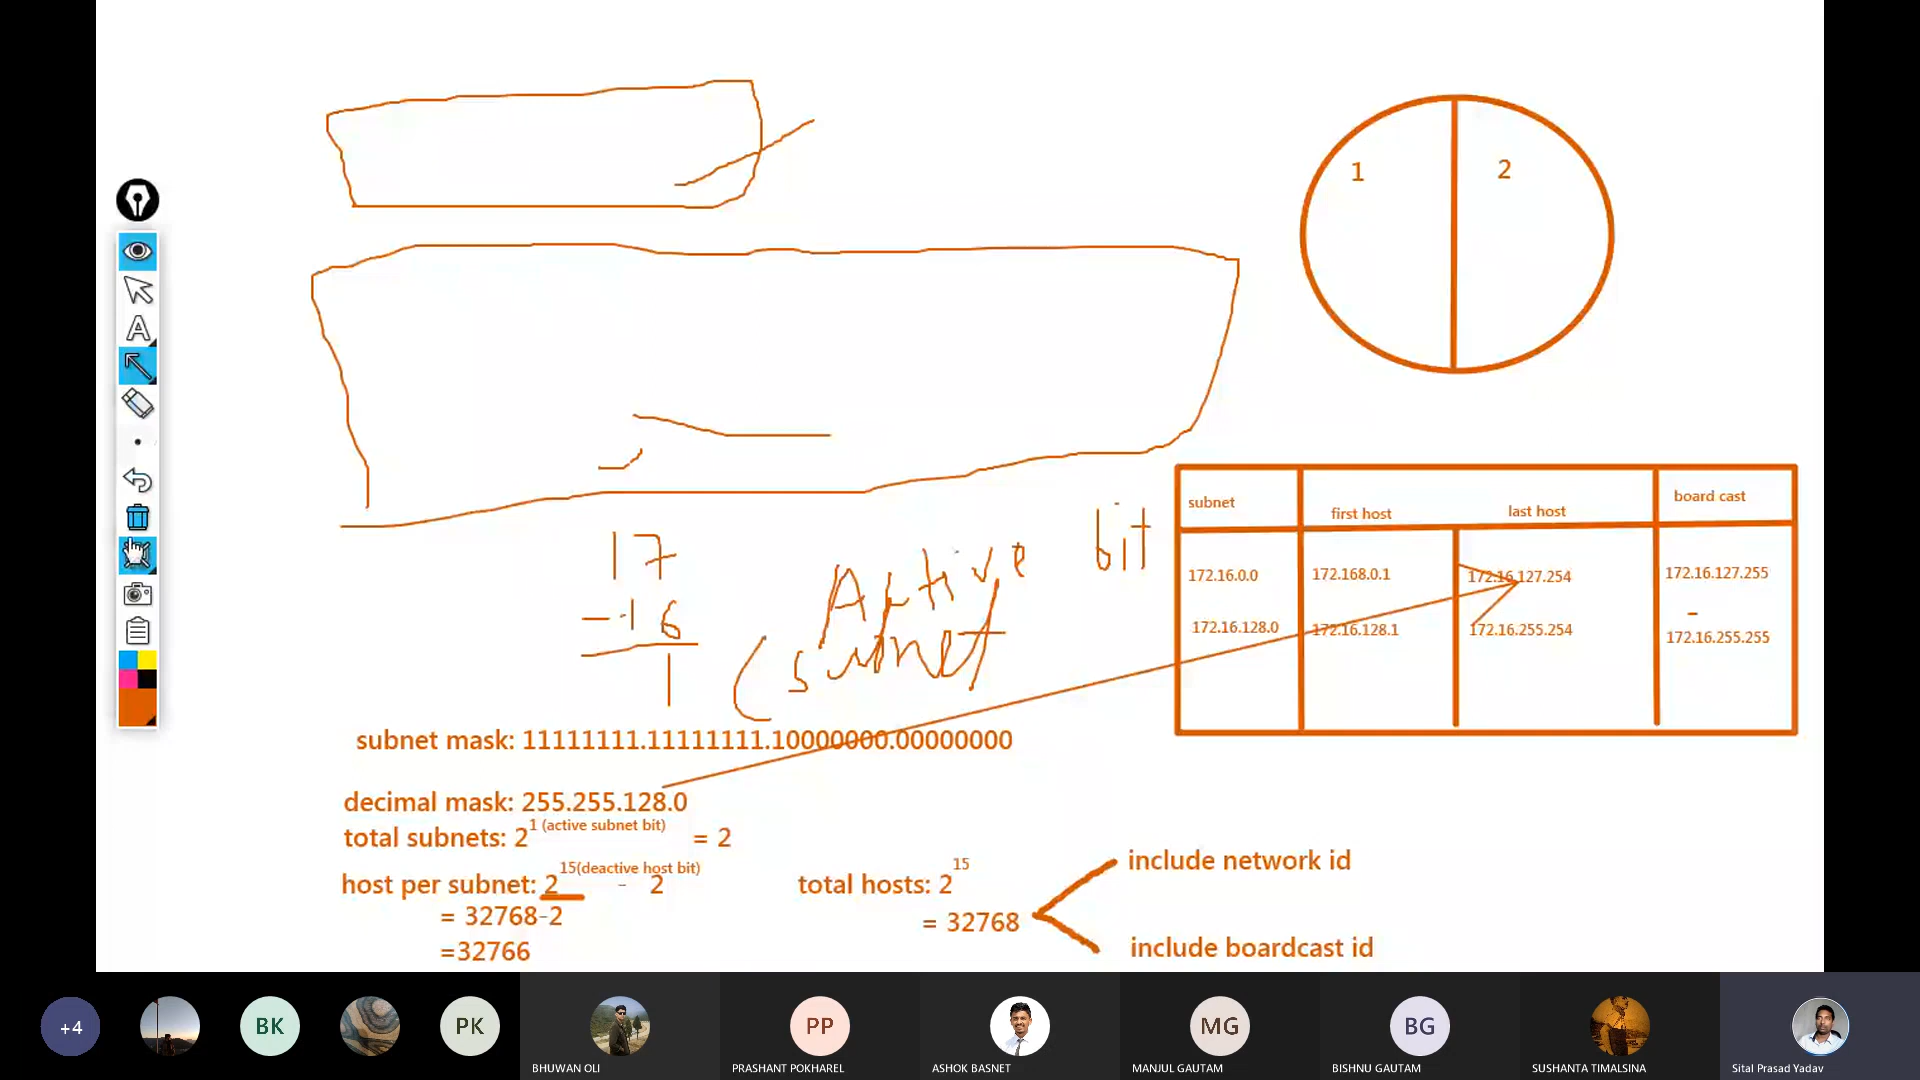 1 2
17
-16
1
Active bit
(subnet
subnet first host last host board cast
172.16.0.0 172.168.0.1 172.16.127.254 172.16.127.255
-
172.16.128.0 172.16.128.1 172.16.255.254 172.16.255.255
subnet mask: 11111111.11111111.10000000.00000000
decimal mask: 255.255.128.0
total subnets: 2 1 (active subnet bit) = 2
host per subnet: 2 15(deactive host bit) - 2
= 32768-2
=32766
total hosts: 2 15
= 32768
include network id
include boardcast id
+4 BK PK PP MG BG
BHUWAN OLI PRASHANT POKHAREL ASHOK BASNET MANJUL GAUTAM BISHNU GAUTAM SUSHANTA TIMALSINA Sital Prasad Yadav